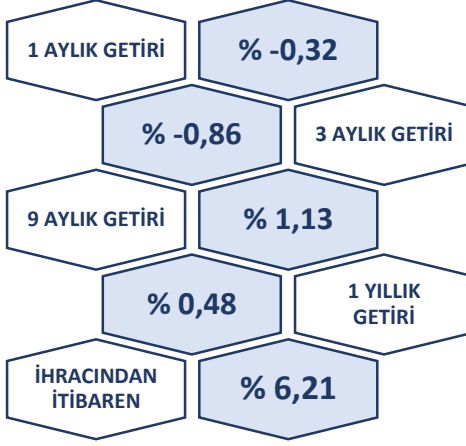 1 AYLIK GETİRİ
% -0,32
% -0,86
3 AYLIK GETİRİ
9 AYLIK GETİRİ
% 1,13
% 0,48
1 YILLIK
GETİRİ
İHRACINDAN
İTİBAREN
% 6,21